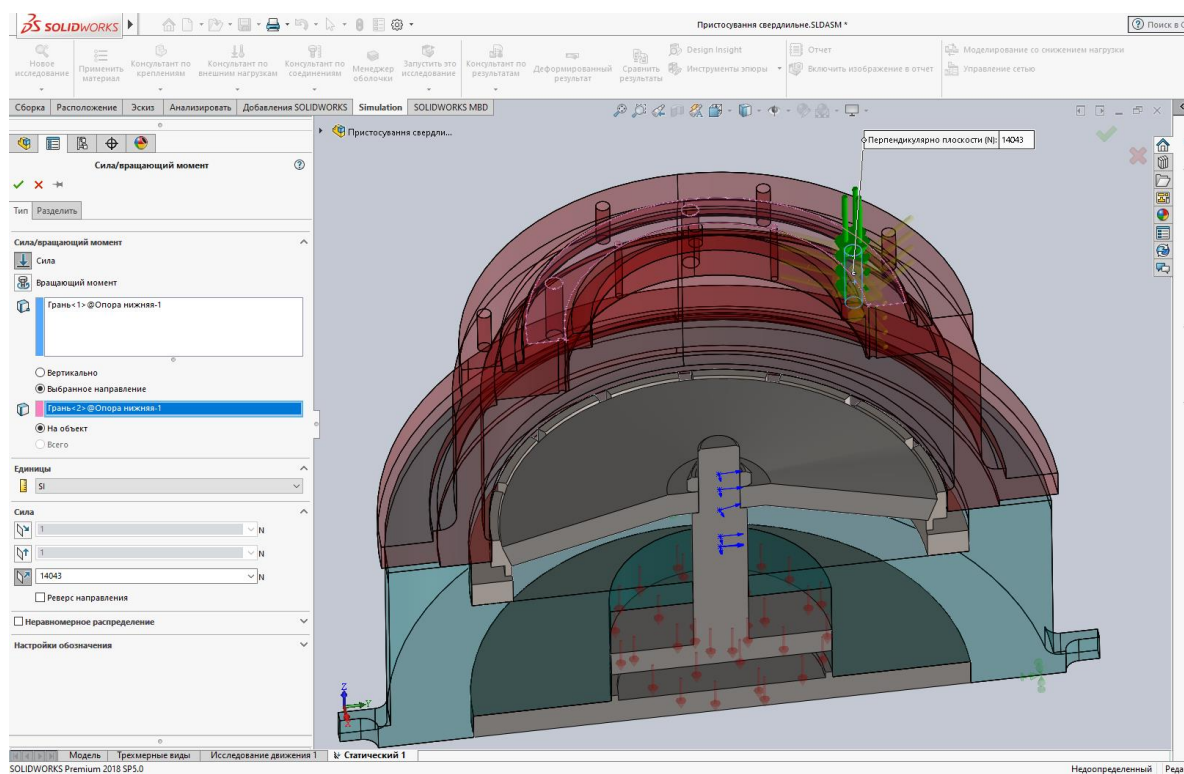 SOLIDWORKS
Пристосування свердлильне.SLDASM *
Поиск в С
Новое исследование
Применить материал
Консультант по креплениям
Консультант по внешним нагрузкам
Консультант по соединениям
Менеджер оболочки
Запустить это исследование
Консультант по результатам
Деформированный результат
Сравнить результаты
Design Insight
Инструменты эпюры
Отчет
Включить изображение в отчет
Моделирование со снижением нагрузки
Управление сетью
Сборка Расположение Эскиз Анализировать Добавления SOLIDWORKS Simulation SOLIDWORKS MBD
Пристосування свердли...
Перпендикулярно плоскости (N): 14043
Сила/вращающий момент
Тип Разделить
Сила/вращающий момент
Сила
Вращающий момент
Грань<1>@Опора нижняя-1
Вертикально
Выбранное направление
Грань<2>@Опора нижняя-1
На объект
Всего
Единицы
SI
Сила
1 N
1 N
14043 N
Реверс направления
Неравномерное распределение
Настройки обозначения
Z
Y
X
Модель Трехмерные виды Исследование движения 1 Статический 1
SOLIDWORKS Premium 2018 SP5.0
Недоопределенный Реда